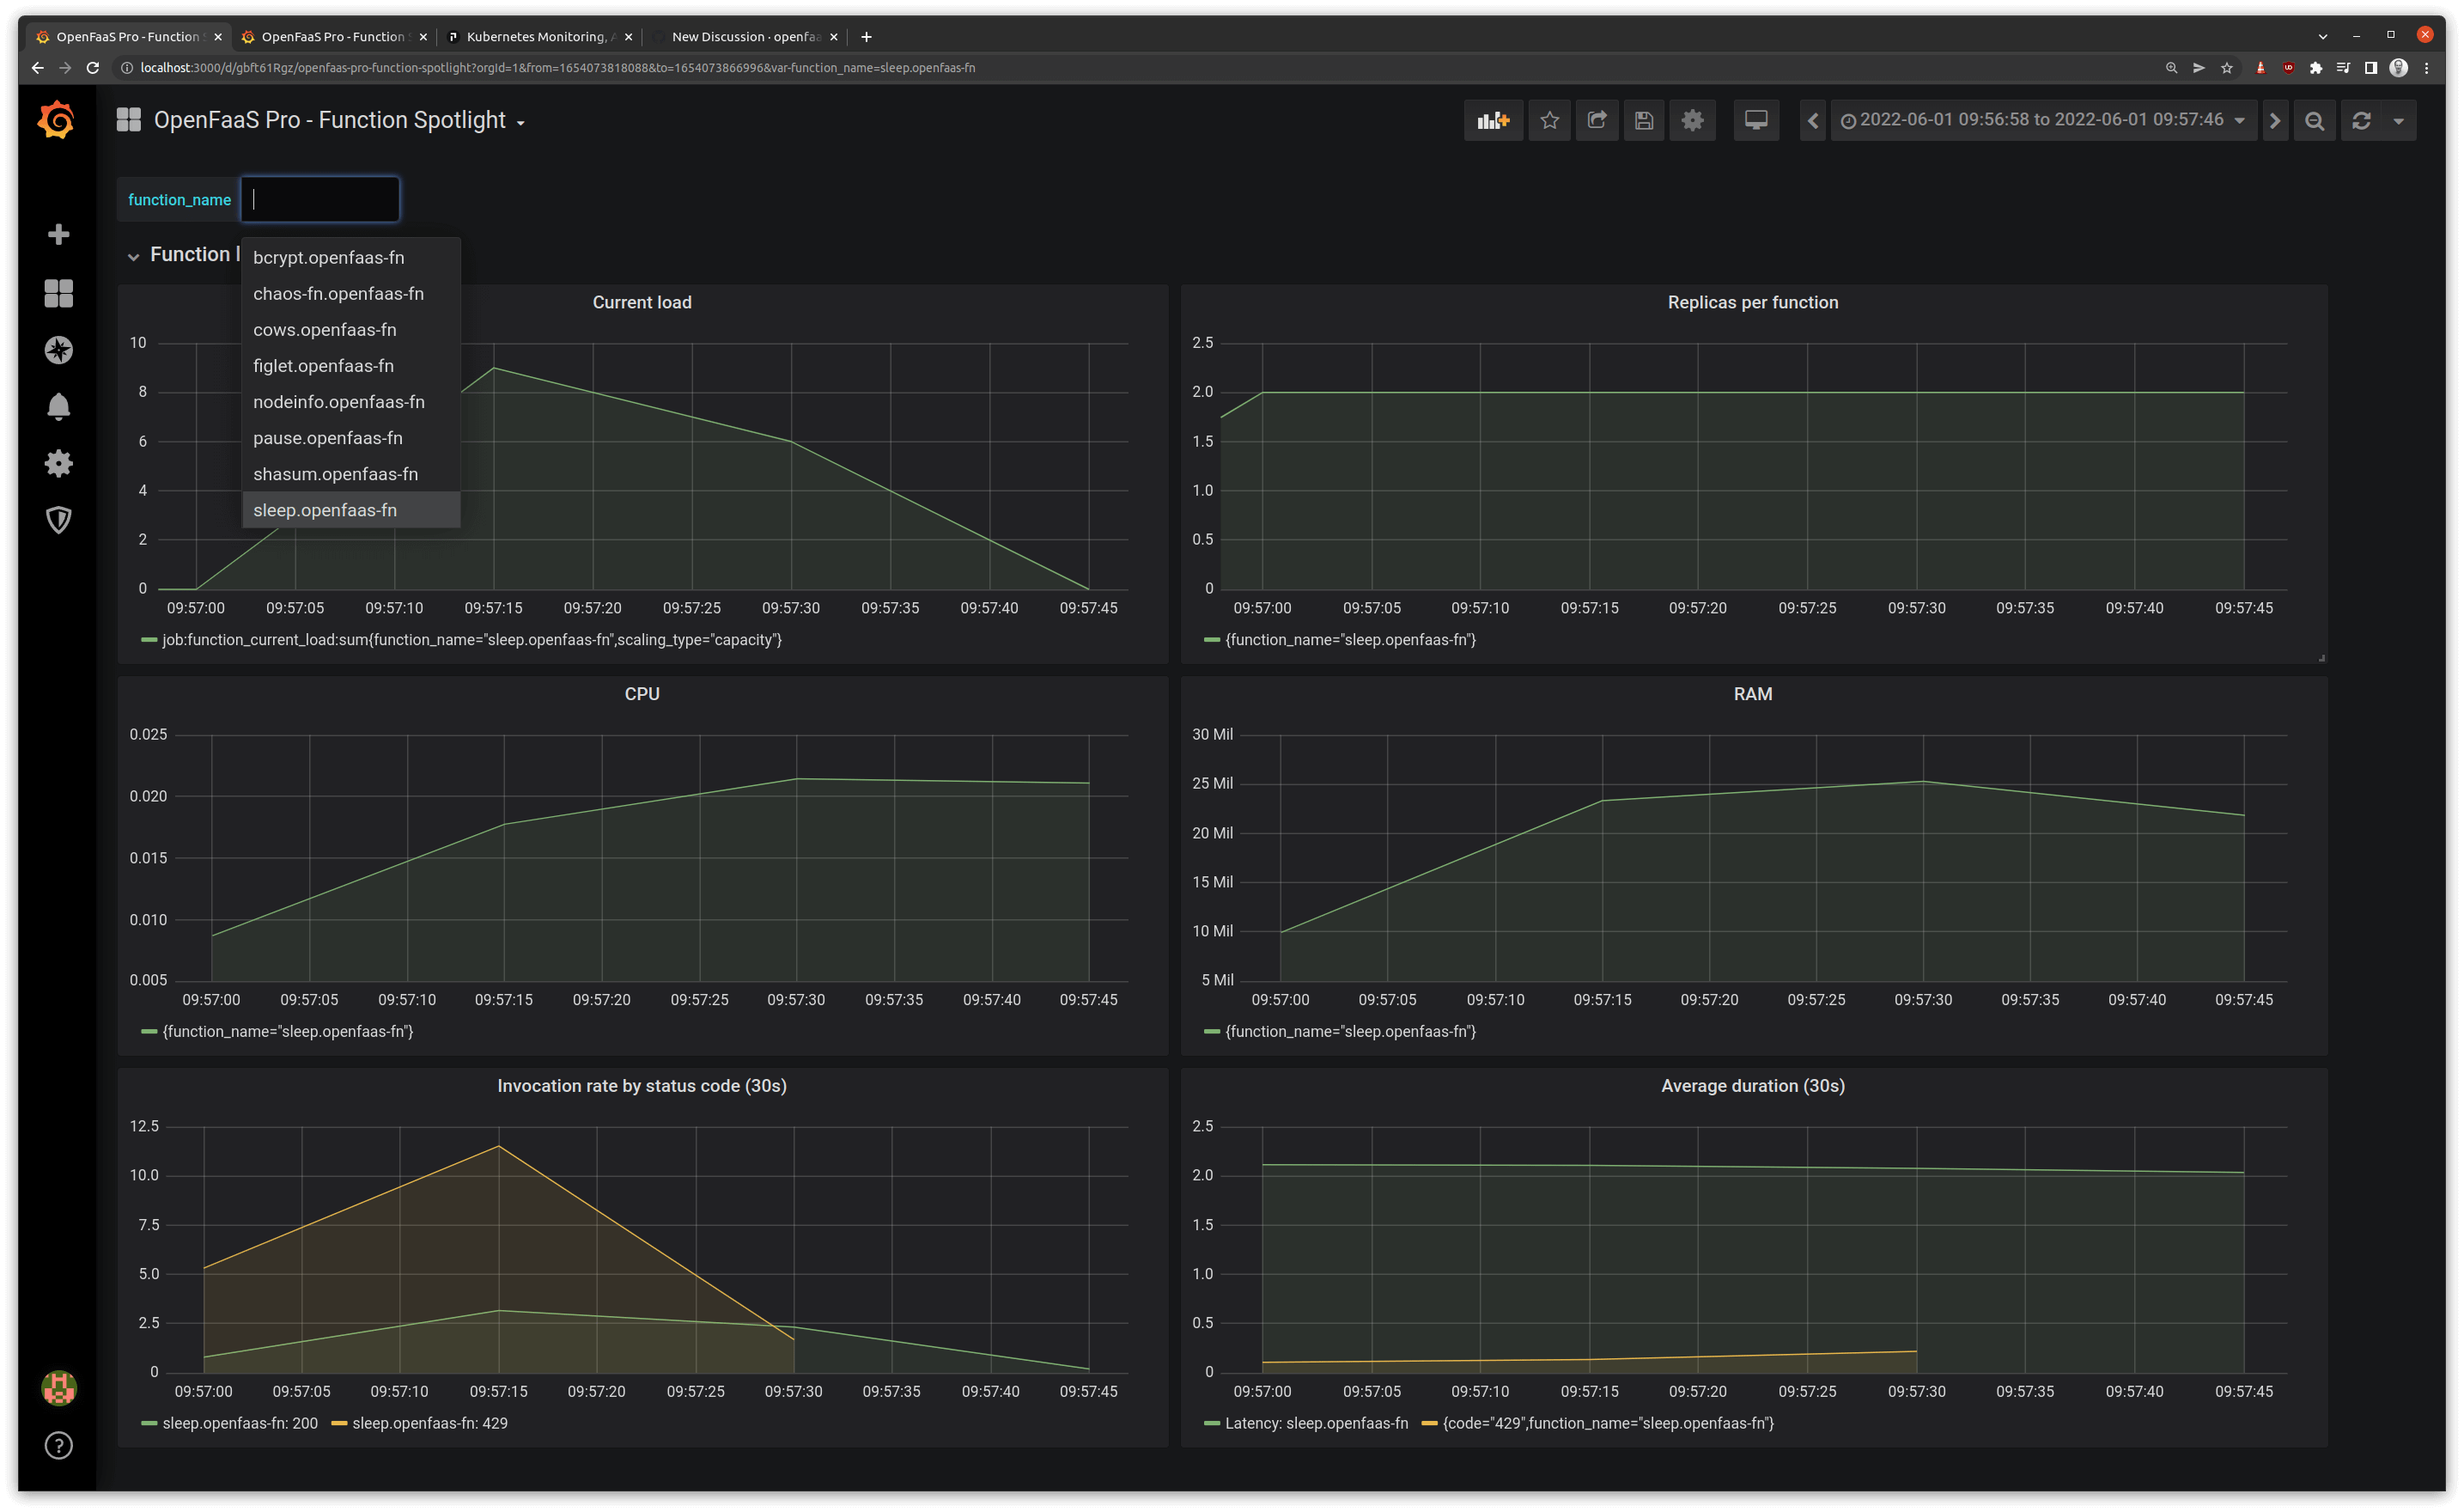 OpenFaaS Pro - Function S
OpenFaaS Pro - Function S
Kubernetes Monitoring, A
New Discussion · openfaa
localhost:3000/d/gbft61Rgz/openfaas-pro-function-spotlight?orgId=1&from=1654073818088&to=1654073866996&var-function_name=sleep.openfaas-fn
OpenFaaS Pro - Function Spotlight
2022-06-01 09:56:58 to 2022-06-01 09:57:46
function_name
Function l
bcrypt.openfaas-fn
chaos-fn.openfaas-fn
cows.openfaas-fn
figlet.openfaas-fn
nodeinfo.openfaas-fn
pause.openfaas-fn
shasum.openfaas-fn
sleep.openfaas-fn
Current load
10
8
6
4
2
0
09:57:00 09:57:05 09:57:10 09:57:15 09:57:20 09:57:25 09:57:30 09:57:35 09:57:40 09:57:45
job:function_current_load:sum{function_name="sleep.openfaas-fn",scaling_type="capacity"}
Replicas per function
2.5
2.0
1.5
1.0
0.5
0
09:57:00 09:57:05 09:57:10 09:57:15 09:57:20 09:57:25 09:57:30 09:57:35 09:57:40 09:57:45
{function_name="sleep.openfaas-fn"}
CPU
0.025
0.020
0.015
0.010
0.005
09:57:00 09:57:05 09:57:10 09:57:15 09:57:20 09:57:25 09:57:30 09:57:35 09:57:40 09:57:45
{function_name="sleep.openfaas-fn"}
RAM
30 Mil
25 Mil
20 Mil
15 Mil
10 Mil
5 Mil
09:57:00 09:57:05 09:57:10 09:57:15 09:57:20 09:57:25 09:57:30 09:57:35 09:57:40 09:57:45
{function_name="sleep.openfaas-fn"}
Invocation rate by status code (30s)
12.5
10.0
7.5
5.0
2.5
0
09:57:00 09:57:05 09:57:10 09:57:15 09:57:20 09:57:25 09:57:30 09:57:35 09:57:40 09:57:45
sleep.openfaas-fn: 200 sleep.openfaas-fn: 429
Average duration (30s)
2.5
2.0
1.5
1.0
0.5
0
09:57:00 09:57:05 09:57:10 09:57:15 09:57:20 09:57:25 09:57:30 09:57:35 09:57:40 09:57:45
Latency: sleep.openfaas-fn {code="429",function_name="sleep.openfaas-fn"}